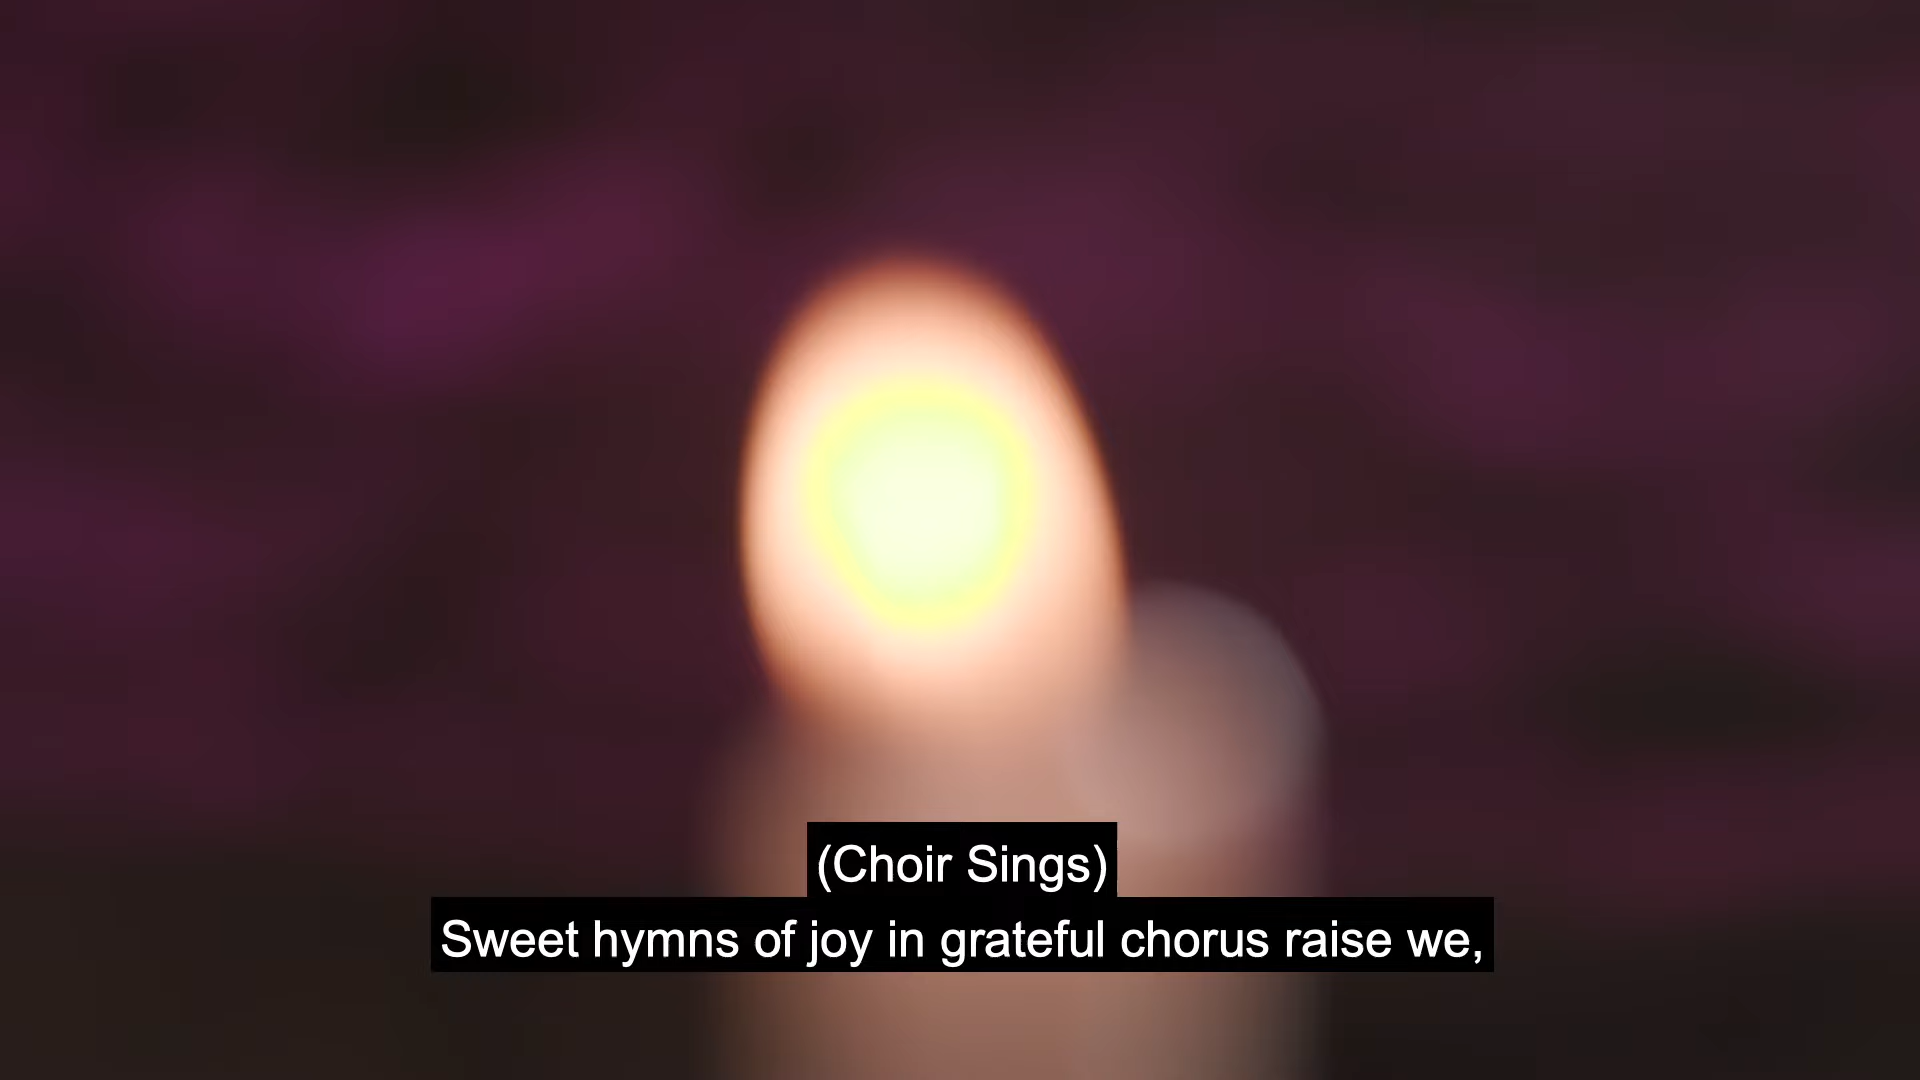 (Choir Sings)
Sweet hymns of joy in grateful chorus raise we,